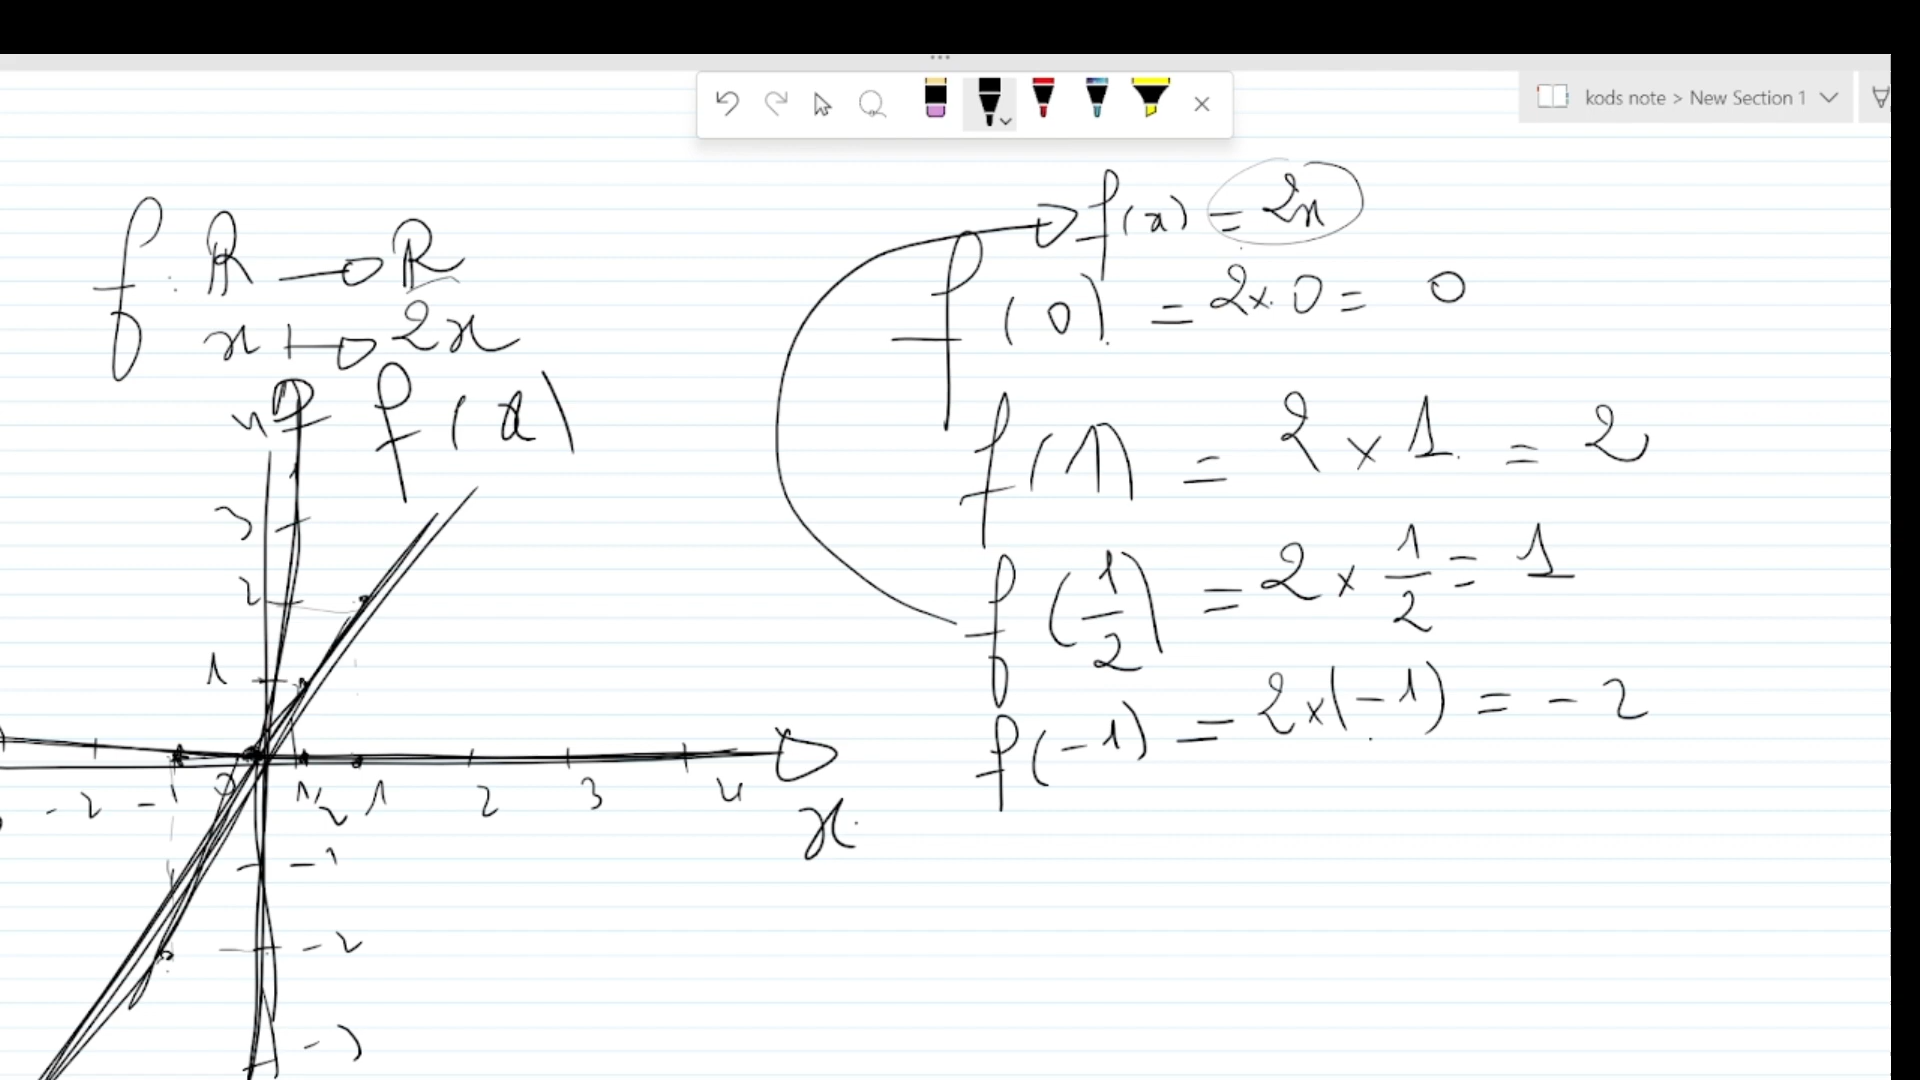 kods note > New Section 1
f : ℝ → ℝ
x ↦ 2x
f(x)
4
3
2
1
-2 -1 0 1/2 1 2 3 4
x
-1
-2
-3
f(x) = 2x
f(0) = 2 × 0 = 0
f(1) = 2 × 1 = 2
f(1/2) = 2 × 1/2 = 1
f(-1) = 2×(-1) = -2